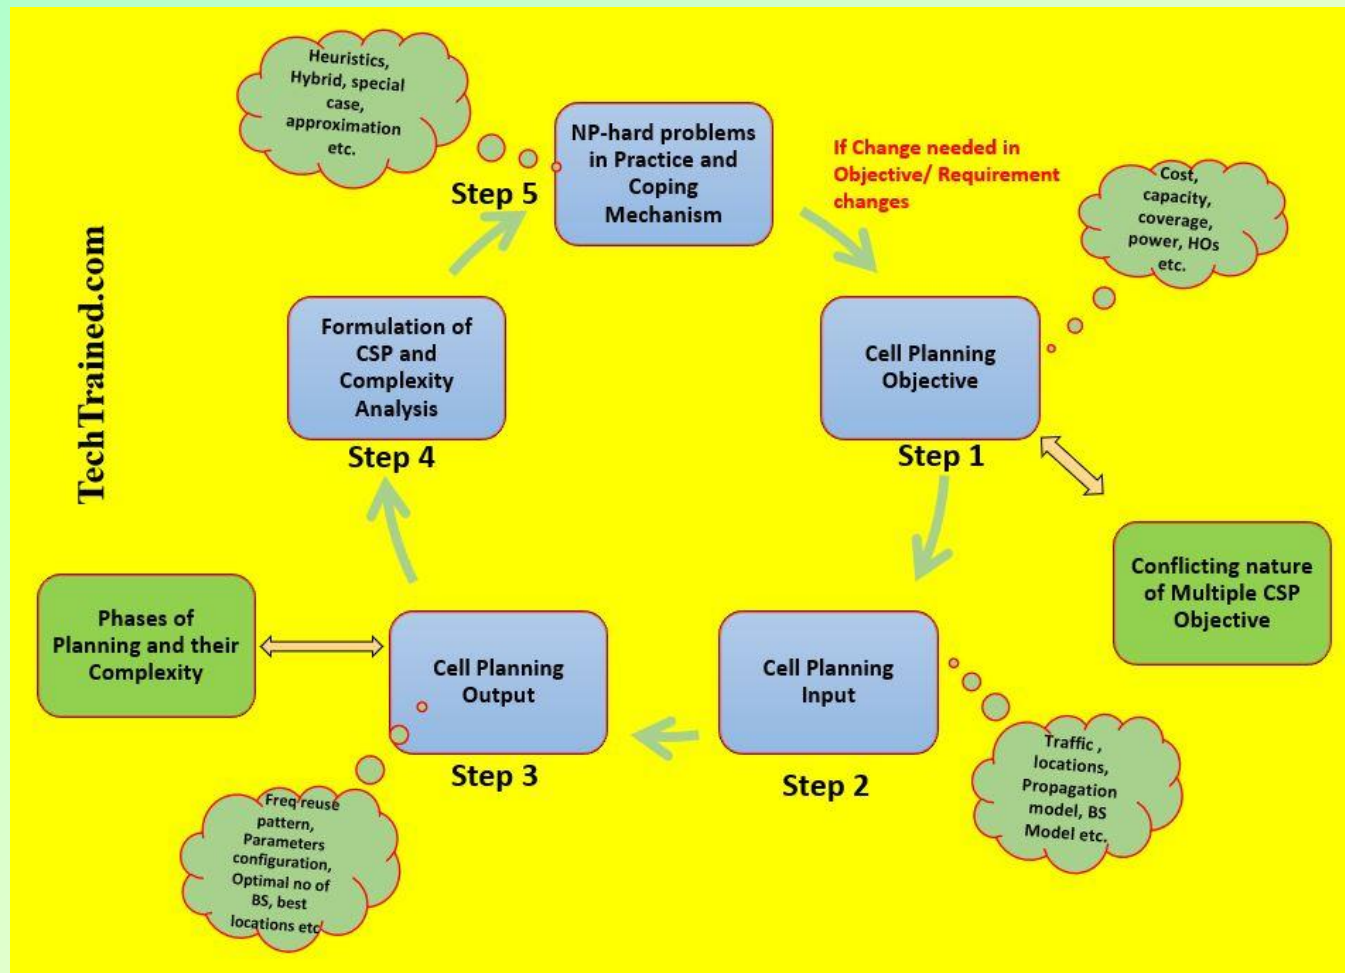 Heuristics,
Hybrid, special
case,
approximation
etc.
NP-hard problems
in Practice and
Coping
Mechanism
Step 5
If Change needed in
Objective/ Requirement
changes
Cost,
capacity,
coverage,
power, HOs
etc.
TechTrained.com
Formulation of
CSP and
Complexity
Analysis
Step 4
Cell Planning
Objective
Step 1
Conflicting nature
of Multiple CSP
Objective
Phases of
Planning and their
Complexity
Cell Planning
Output
Step 3
Cell Planning
Input
Step 2
Traffic ,
locations,
Propagation
model, BS
Model etc.
Freq reuse
pattern,
Parameters
configuration,
Optimal no of
BS, best
locations etc